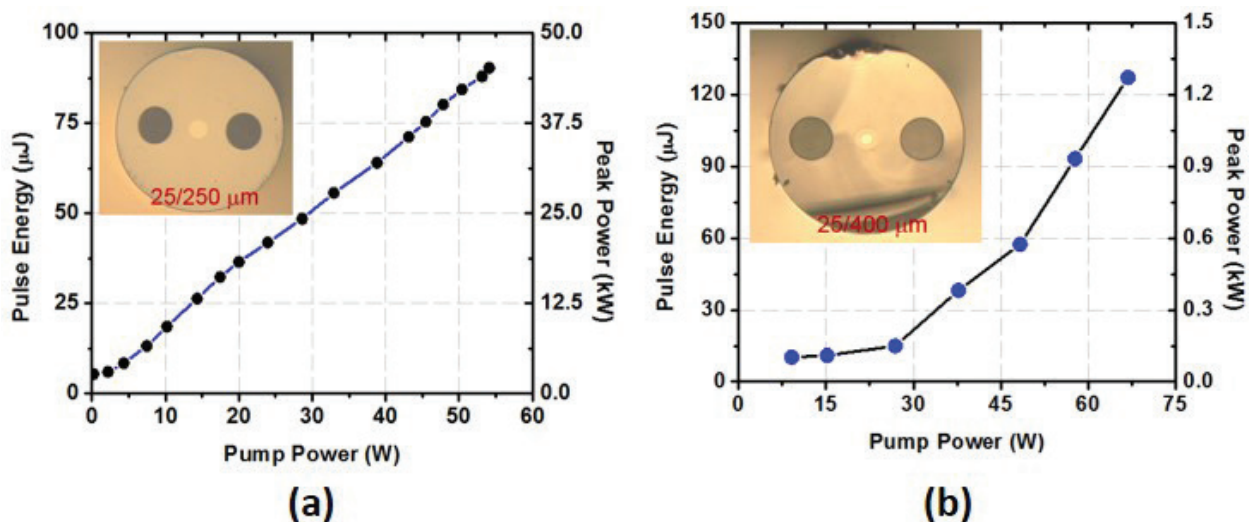 100
75
50
25
0
Pulse Energy (µJ)
25/250 µm
50.0
37.5
25.0
12.5
0.0
Peak Power (kW)
0 10 20 30 40 50 60
Pump Power (W)
(a)
150
120
90
60
30
0
Pulse Energy (µJ)
25/400 µm
1.5
1.2
0.9
0.6
0.3
0.0
Peak Power (kW)
0 15 30 45 60 75
Pump Power (W)
(b)